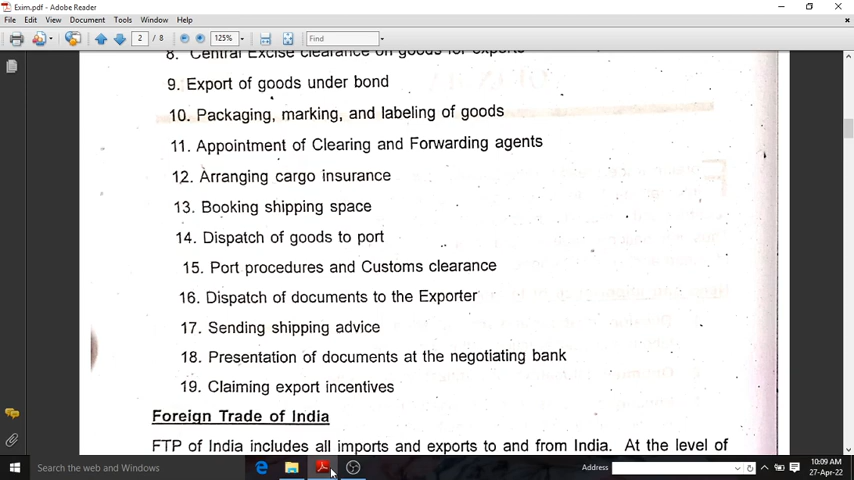 Exim.pdf - Adobe Reader
File Edit View Document Tools Window Help
2 / 8 125% Find
8. Central Excise clearance on goods for exports
9. Export of goods under bond
10. Packaging, marking, and labeling of goods
11. Appointment of Clearing and Forwarding agents
12. Arranging cargo insurance
13. Booking shipping space
14. Dispatch of goods to port
15. Port procedures and Customs clearance
16. Dispatch of documents to the Exporter
17. Sending shipping advice
18. Presentation of documents at the negotiating bank
19. Claiming export incentives
Foreign Trade of India
FTP of India includes all imports and exports to and from India. At the level of
Search the web and Windows
Address
10:09 AM
27-Apr-22